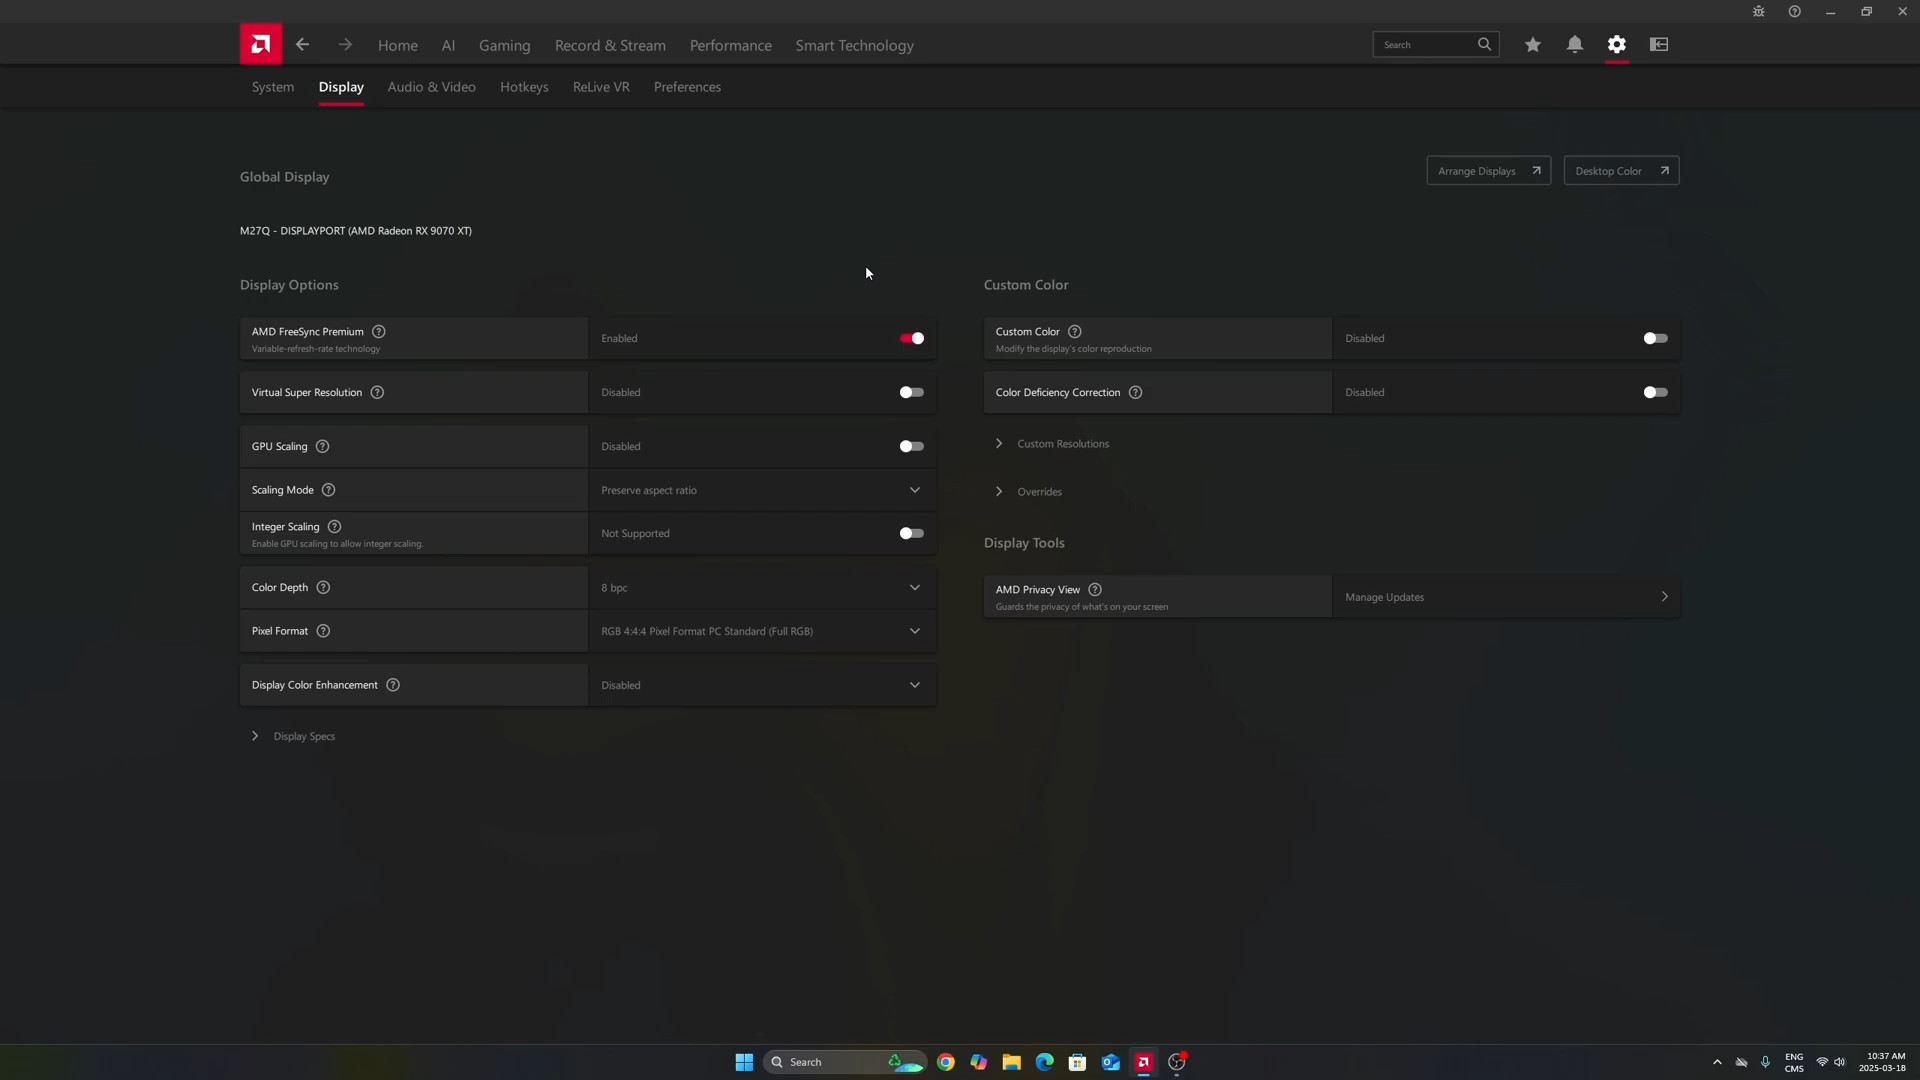 Home AI Gaming Record & Stream Performance Smart Technology Search
System Display Audio & Video Hotkeys ReLive VR Preferences
Global Display
Arrange Displays
Desktop Color
M27Q - DISPLAYPORT (AMD Radeon RX 9070 XT)
Display Options
AMD FreeSync Premium
Variable-refresh-rate technology
Enabled
Virtual Super Resolution
Disabled
GPU Scaling
Disabled
Scaling Mode
Preserve aspect ratio
Integer Scaling
Enable GPU scaling to allow integer scaling.
Not Supported
Color Depth
8 bpc
Pixel Format
RGB 4:4:4 Pixel Format PC Standard (Full RGB)
Display Color Enhancement
Disabled
Display Specs
Custom Color
Custom Color
Modify the display's color reproduction
Disabled
Color Deficiency Correction
Disabled
Custom Resolutions
Overrides
Display Tools
AMD Privacy View
Guards the privacy of what's on your screen
Manage Updates
Search
ENG
CMS
10:37 AM
2025-03-18